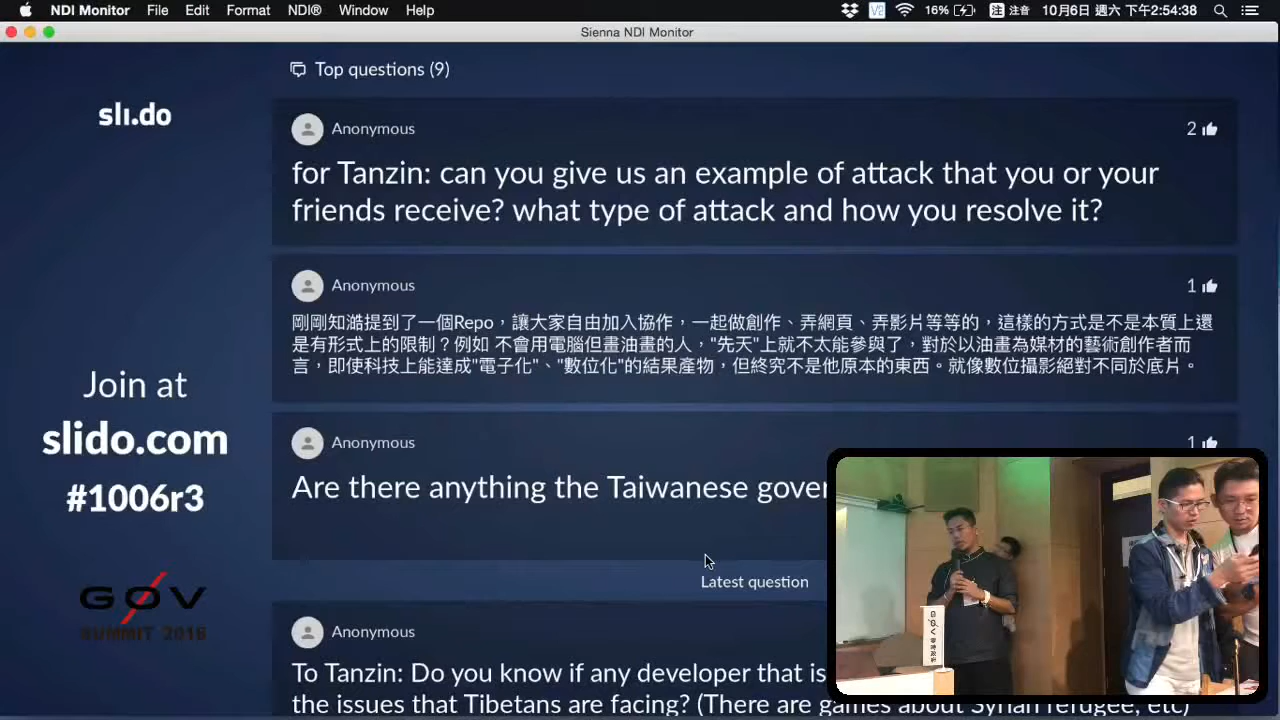 NDI Monitor File Edit Format NDI® Window Help 16% 注 注音 10月6日 週六 下午2:54:38
Sienna NDI Monitor
Top questions (9)
sli.do
Anonymous
2
for Tanzin: can you give us an example of attack that you or your
friends receive? what type of attack and how you resolve it?
Anonymous
1
剛剛知澔提到了一個Repo，讓大家自由加入協作，一起做創作、弄網頁、弄影片等等的，這樣的方式是不是本質上還
是有形式上的限制？例如 不會用電腦但畫油畫的人，"先天"上就不太能參與了，對於以油畫為媒材的藝術創作者而
言，即使科技上能達成"電子化"、"數位化"的結果產物，但終究不是他原本的東西。就像數位攝影絕對不同於底片。
Join at
slido.com
#1006r3
Anonymous
1
Are there anything the Taiwanese gover
Latest question
GØV
SUMMIT 2018
Anonymous
To Tanzin: Do you know if any developer that is
the issues that Tibetans are facing? (There are games about Syrian refugee, etc)
g0v
零時政府